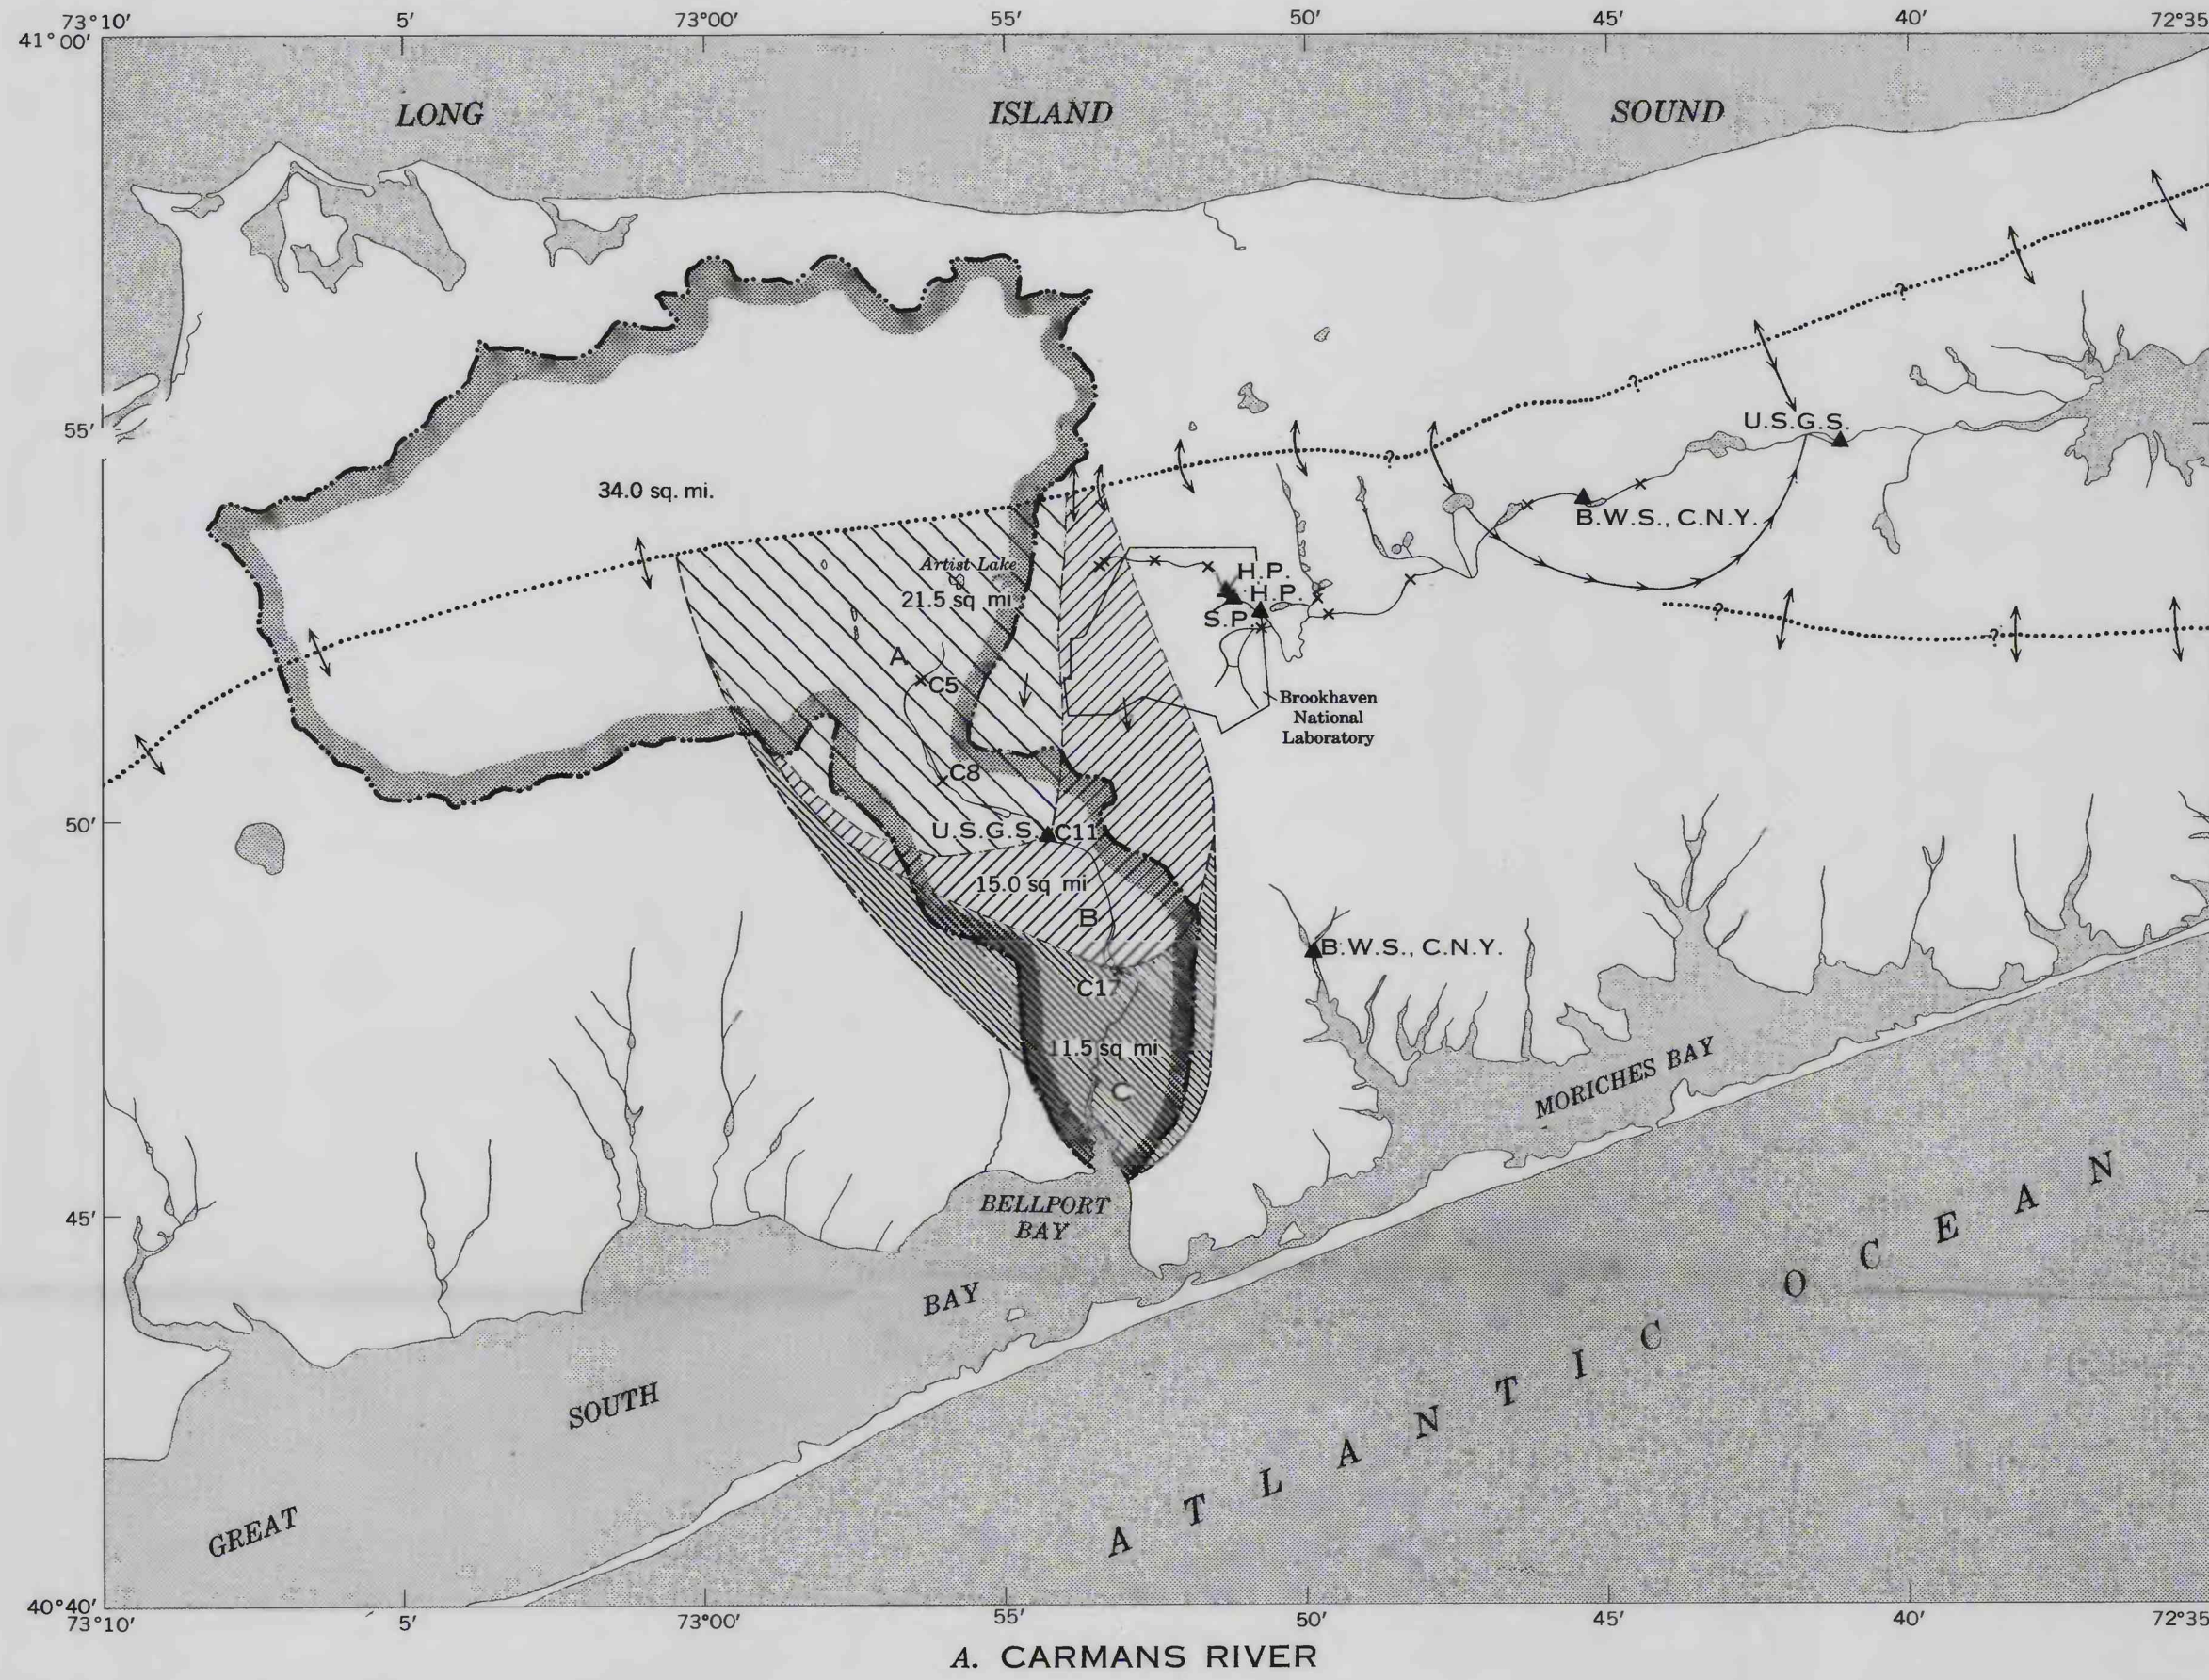 73°10′ 5′ 73°00′ 55′ 50′ 45′ 40′ 72°35
41°00′
LONG ISLAND SOUND
55′
U.S.G.S.
34.0 sq. mi.
B.W.S., C.N.Y.
Artist Lake
21.5 sq mi
H.P.
H.P.
S.P.
A
C5
Brookhaven
National
Laboratory
C8
50′
U.S.G.S.
C11
15.0 sq mi
B
B.W.S., C.N.Y.
C17
11.5 sq mi
C
MORICHES BAY
45′
BELLPORT
BAY
BAY
SOUTH
GREAT
ATLANTIC OCEAN
40°40′
73°10′ 5′ 73°00′ 55′ 50′ 45′ 40′ 72°35
A. CARMANS RIVER
? ? ? ? ? ?